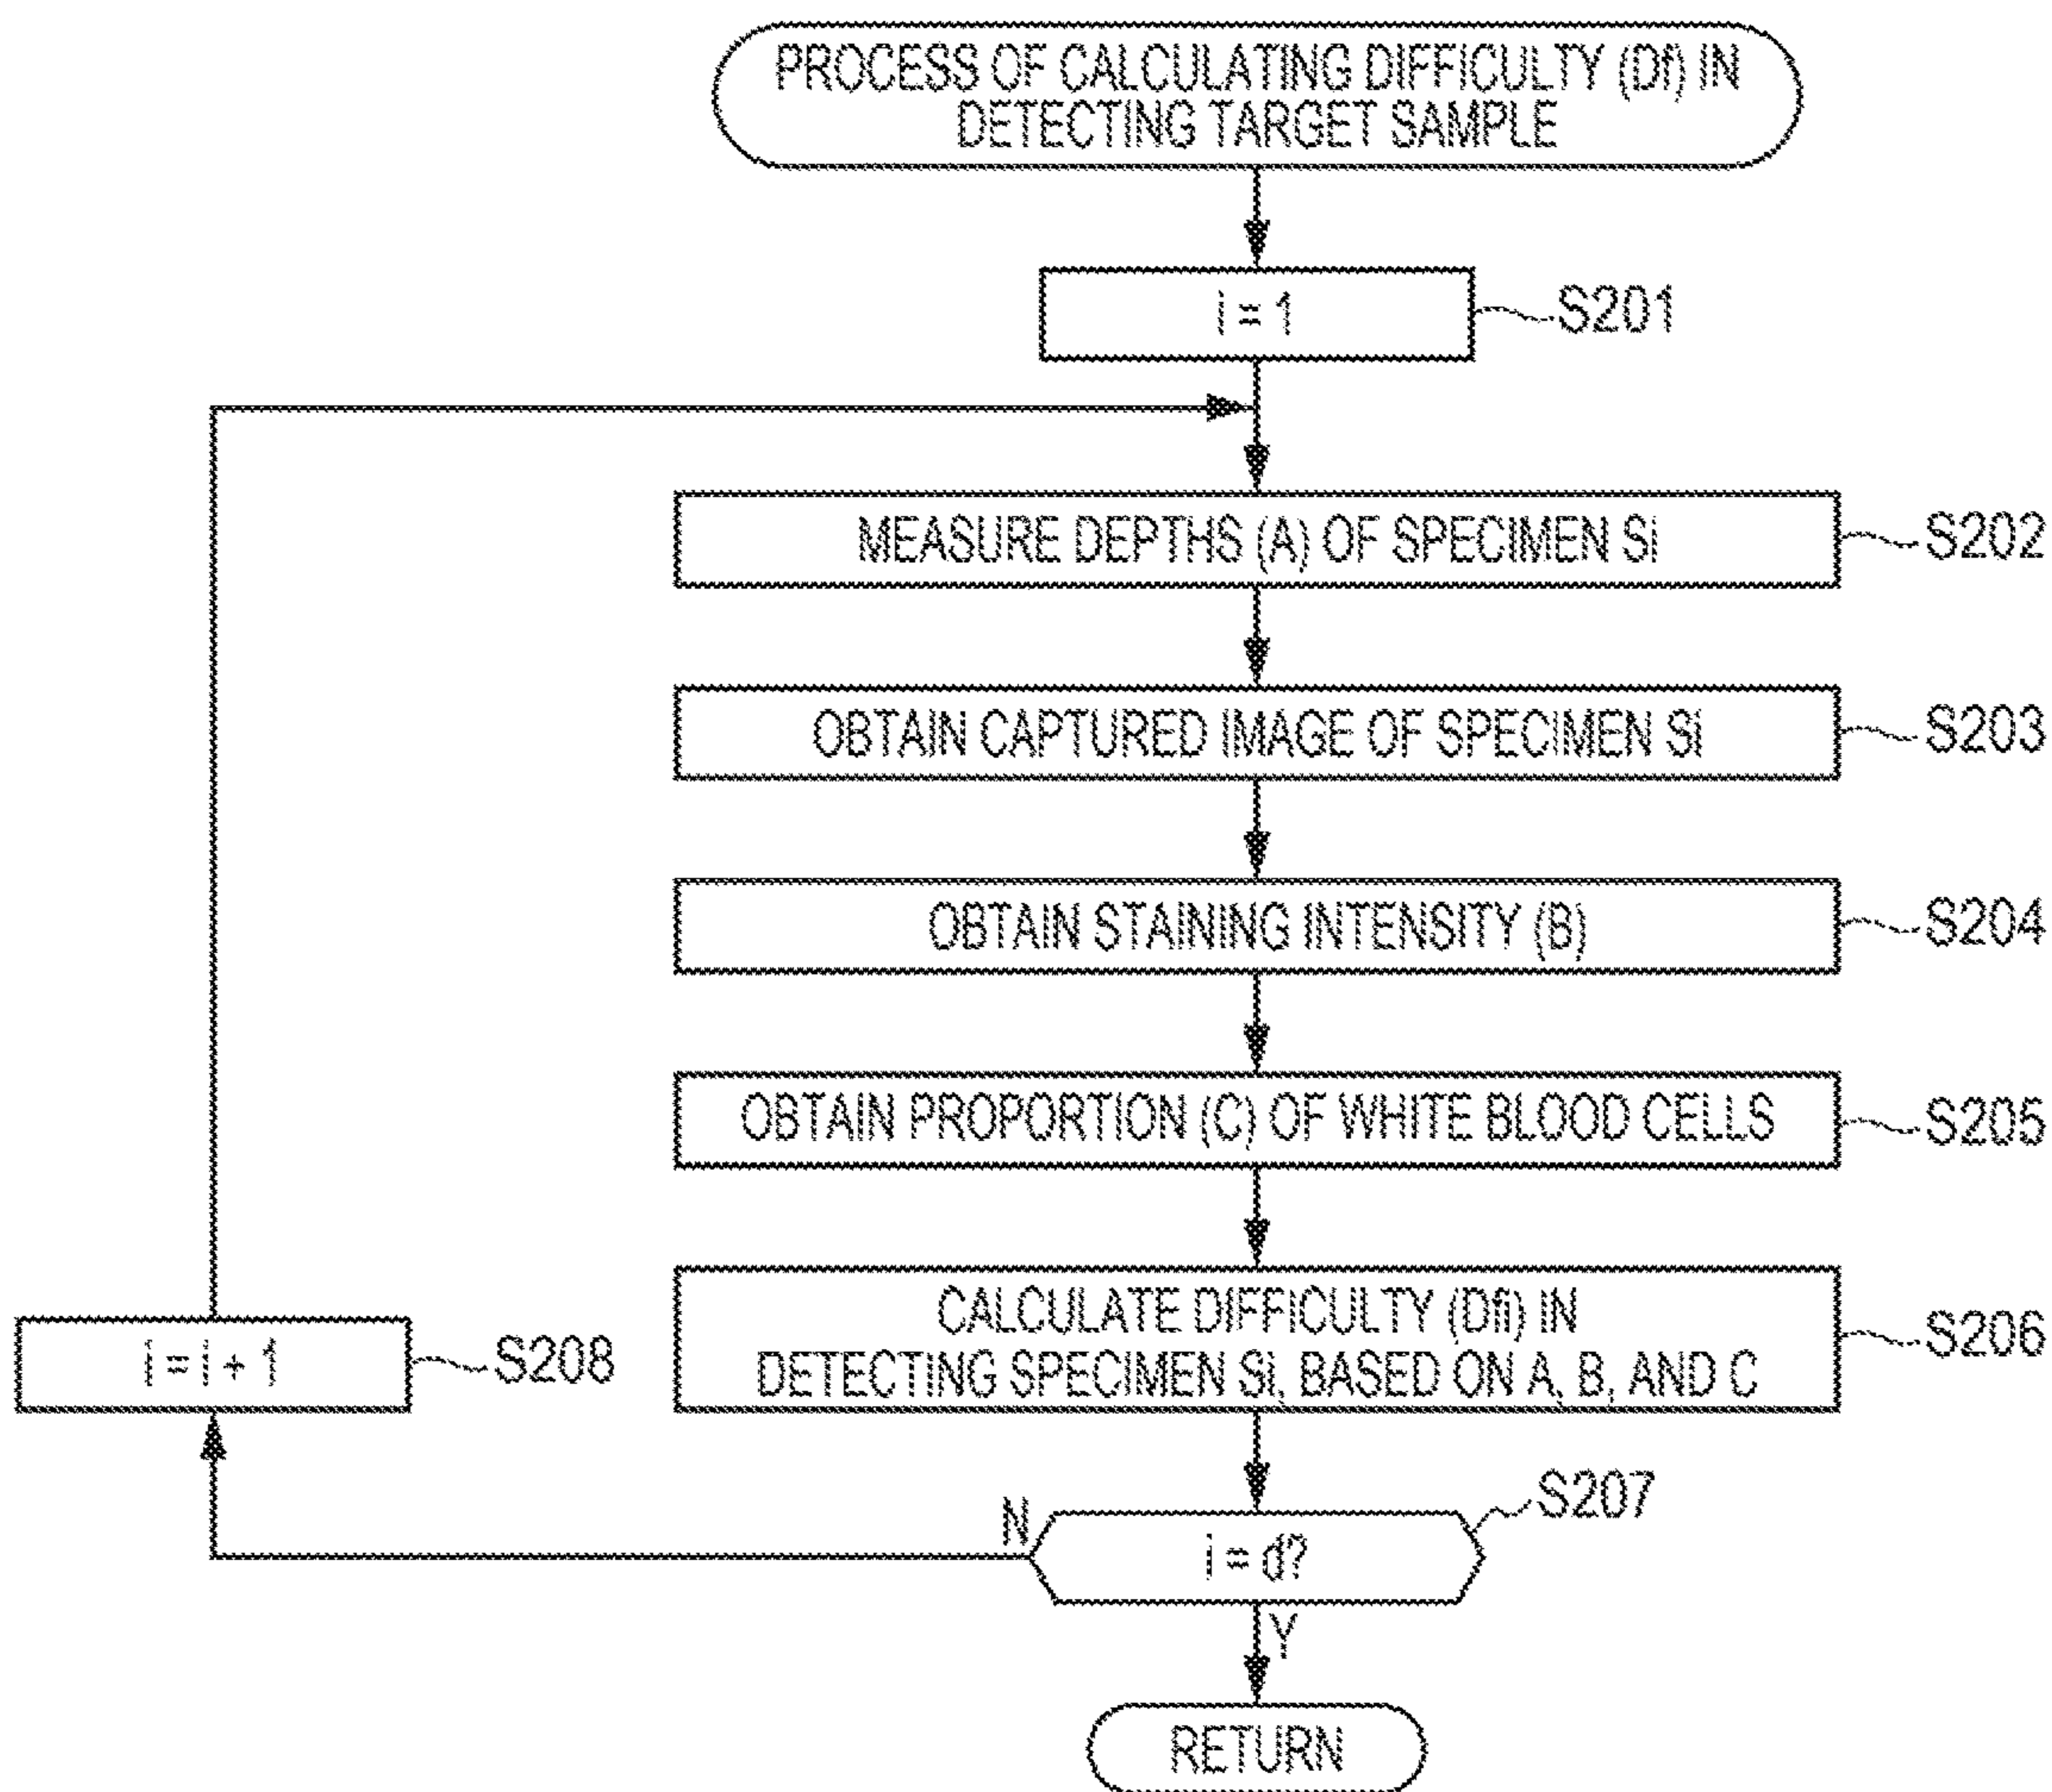 PROCESS OF CALCULATING DIFFICULTY (Df) IN
DETECTING TARGET SAMPLE
i = 1
S201
MEASURE DEPTHS (A) OF SPECIMEN Si
S202
OBTAIN CAPTURED IMAGE OF SPECIMEN Si
S203
OBTAIN STAINING INTENSITY (B)
S204
OBTAIN PROPORTION (C) OF WHITE BLOOD CELLS
S205
CALCULATE DIFFICULTY (Dfi) IN
DETECTING SPECIMEN Si, BASED ON A, B, AND C
S206
i = i + 1
S208
S207
N
i = d?
Y
RETURN